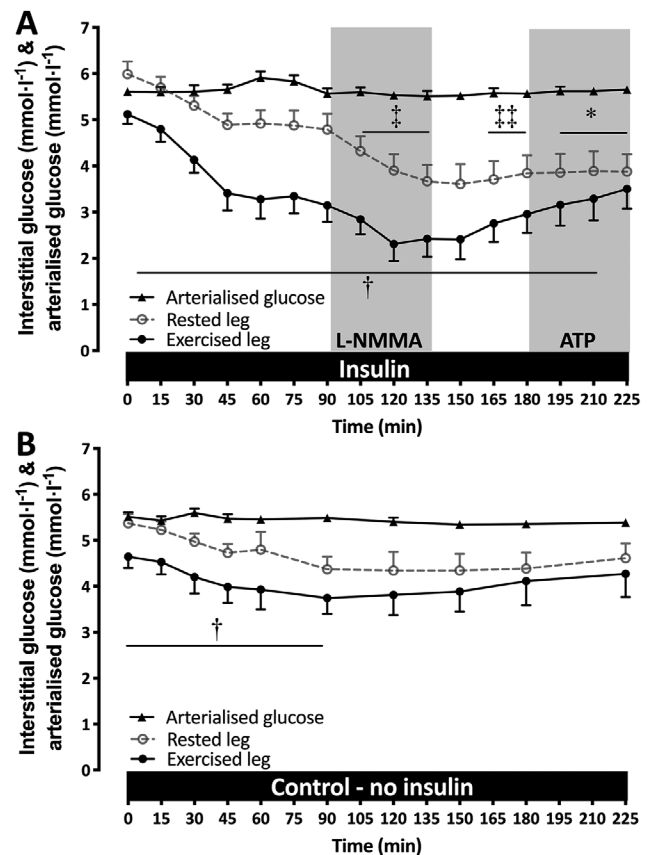 A
Interstitial glucose (mmol·l-1) &
arterialised glucose (mmol·l-1)
7
6
5
4
3
2
1
0
‡
‡‡
‡‡
*
†
Arterialised glucose
Rested leg
Exercised leg
L-NMMA
ATP
Insulin
0 15 30 45 60 75 90 105 120 135 150 165 180 195 210 225
Time (min)
B
Interstitial glucose (mmol·l-1) &
arterialised glucose (mmol·l-1)
7
6
5
4
3
2
1
0
†
Arterialised glucose
Rested leg
Exercised leg
Control - no insulin
0 15 30 45 60 75 90 105 120 135 150 165 180 195 210 225
Time (min)